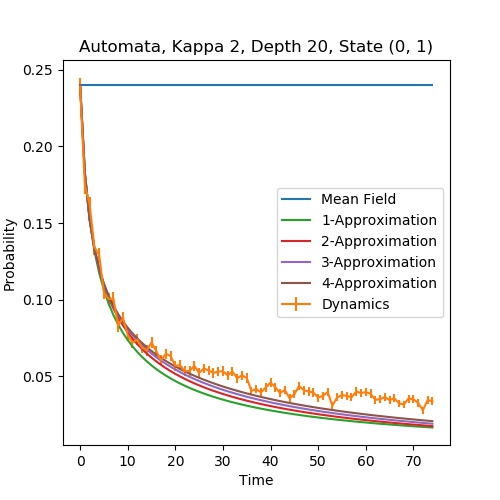 Automata, Kappa 2, Depth 20, State (0, 1)
0.25
0.20
0.15
0.10
0.05
Probability
Mean Field
1-Approximation
2-Approximation
3-Approximation
4-Approximation
Dynamics
0 10 20 30 40 50 60 70
Time